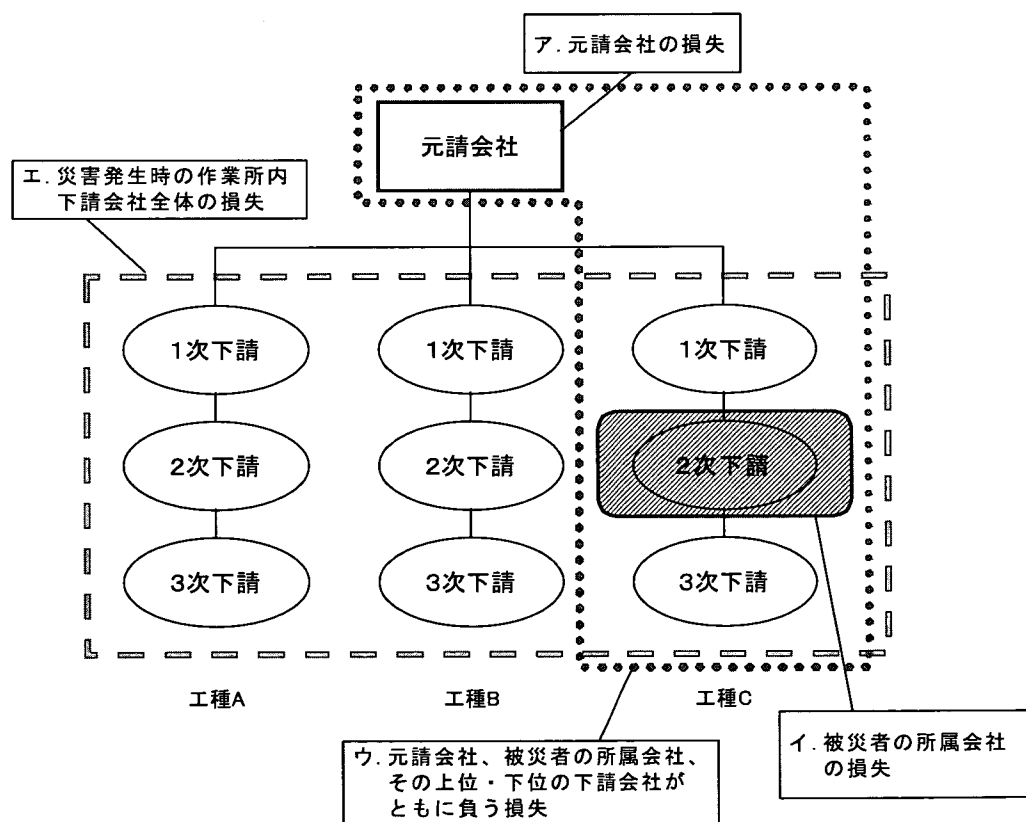 ア．元請会社の損失
元請会社
エ．災害発生時の作業所内
下請会社全体の損失
1次下請
1次下請
1次下請
2次下請
2次下請
2次下請
3次下請
3次下請
3次下請
工種A
工種B
工種C
イ．被災者の所属会社
の損失
ウ．元請会社、被災者の所属会社、
その上位・下位の下請会社が
ともに負う損失